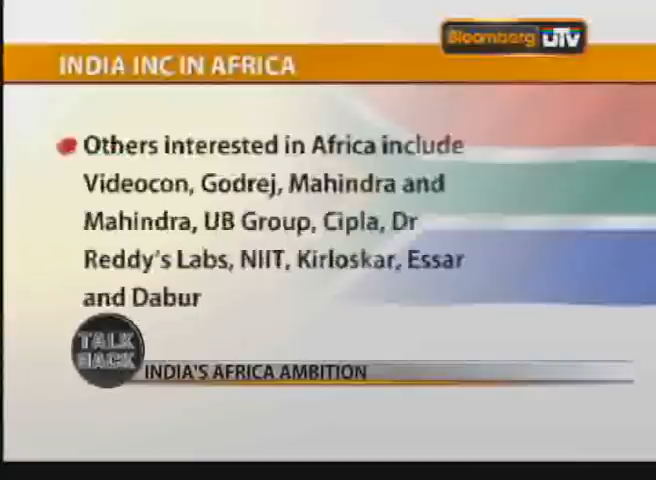 Bloomberg UTV
INDIA INC IN AFRICA
Others interested in Africa include
Videocon, Godrej, Mahindra and
Mahindra, UB Group, Cipla, Dr
Reddy's Labs, NIIT, Kirloskar, Essar
and Dabur
TALK
BACK
INDIA'S AFRICA AMBITION